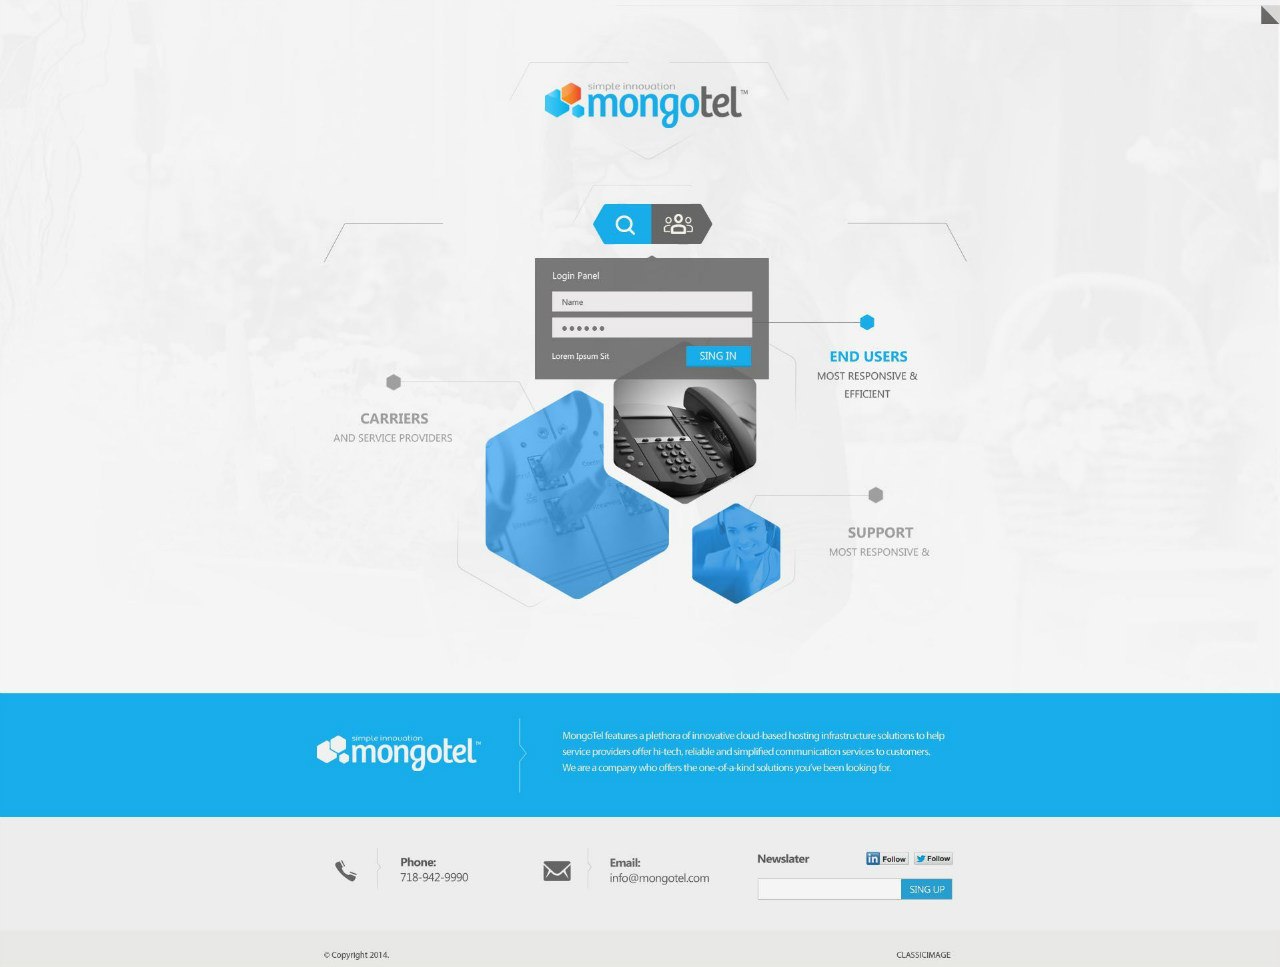 simple innovation
mongotel™
Login Panel
Name
Lorem Ipsum Sit
SING IN
END USERS
MOST RESPONSIVE &
EFFICIENT
CARRIERS
AND SERVICE PROVIDERS
SUPPORT
MOST RESPONSIVE &
simple innovation
mongotel™
MongoTel features a plethora of innovative cloud-based hosting infrastructure solutions to help
service providers offer hi-tech, reliable and simplified communication services to customers.
We are a company who offers the one-of-a-kind solutions you've been looking for.
Phone:
718-942-9990
Email:
info@mongotel.com
Newslater
in Follow
Follow
SING UP
© Copyright 2014.
CLASSICIMAGE